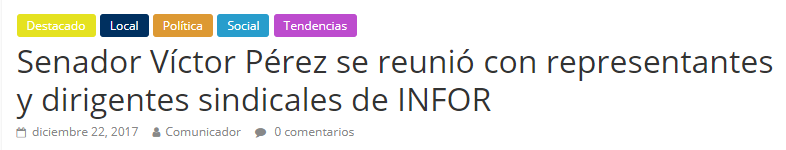 Destacado Local Política Social Tendencias
Senador Víctor Pérez se reunió con representantes
y dirigentes sindicales de INFOR
diciembre 22, 2017 Comunicador 0 comentarios